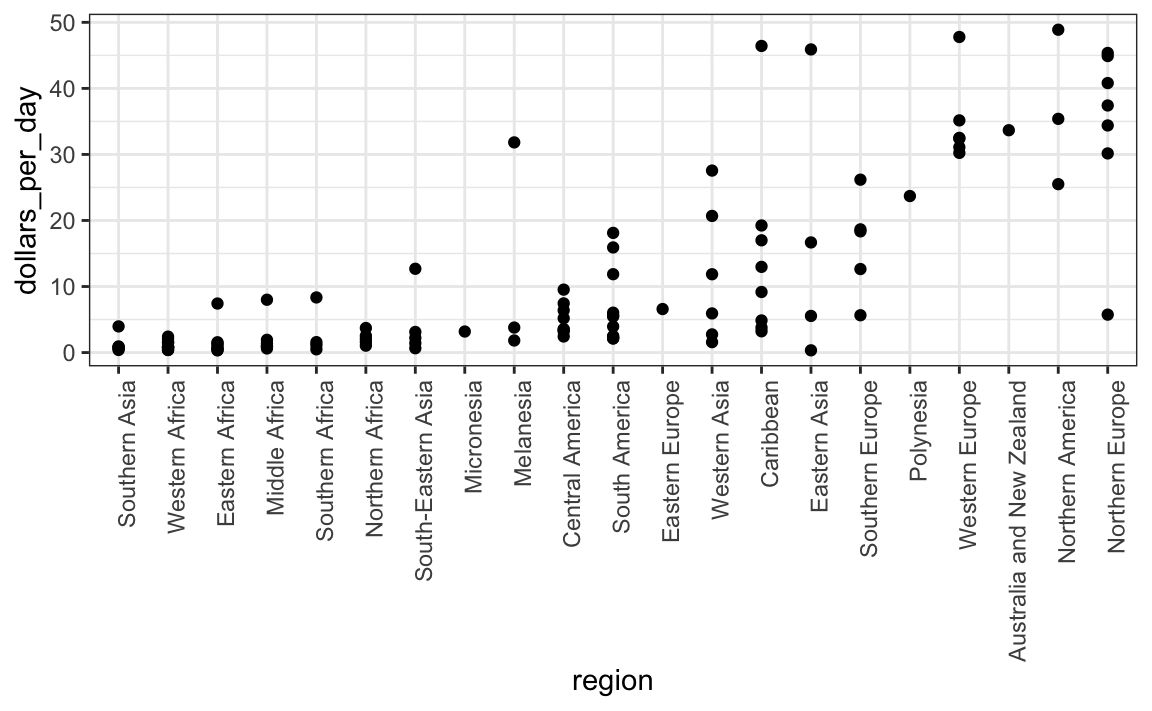 50
40
30
20
10
0
dollars_per_day
Southern Asia
Western Africa
Eastern Africa
Middle Africa
Southern Africa
Northern Africa
South-Eastern Asia
Micronesia
Melanesia
Central America
South America
Eastern Europe
Western Asia
Caribbean
Eastern Asia
Southern Europe
Polynesia
Western Europe
Australia and New Zealand
Northern America
Northern Europe
region